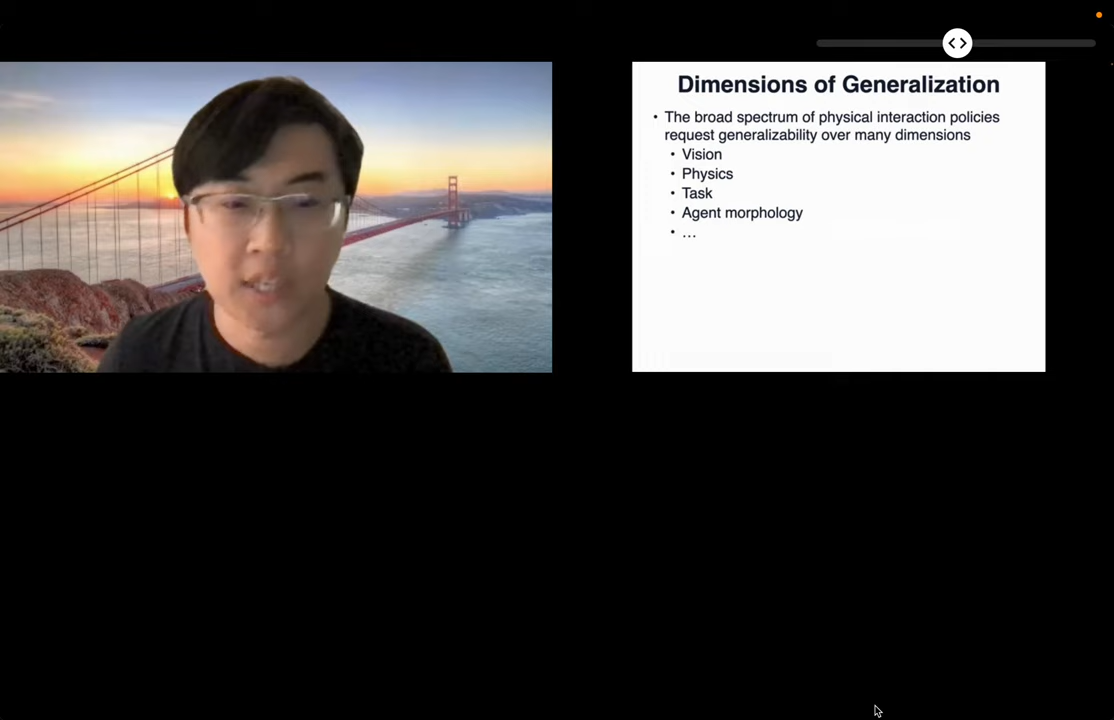 Dimensions of Generalization
• The broad spectrum of physical interaction policies
request generalizability over many dimensions
• Vision
• Physics
• Task
• Agent morphology
• …